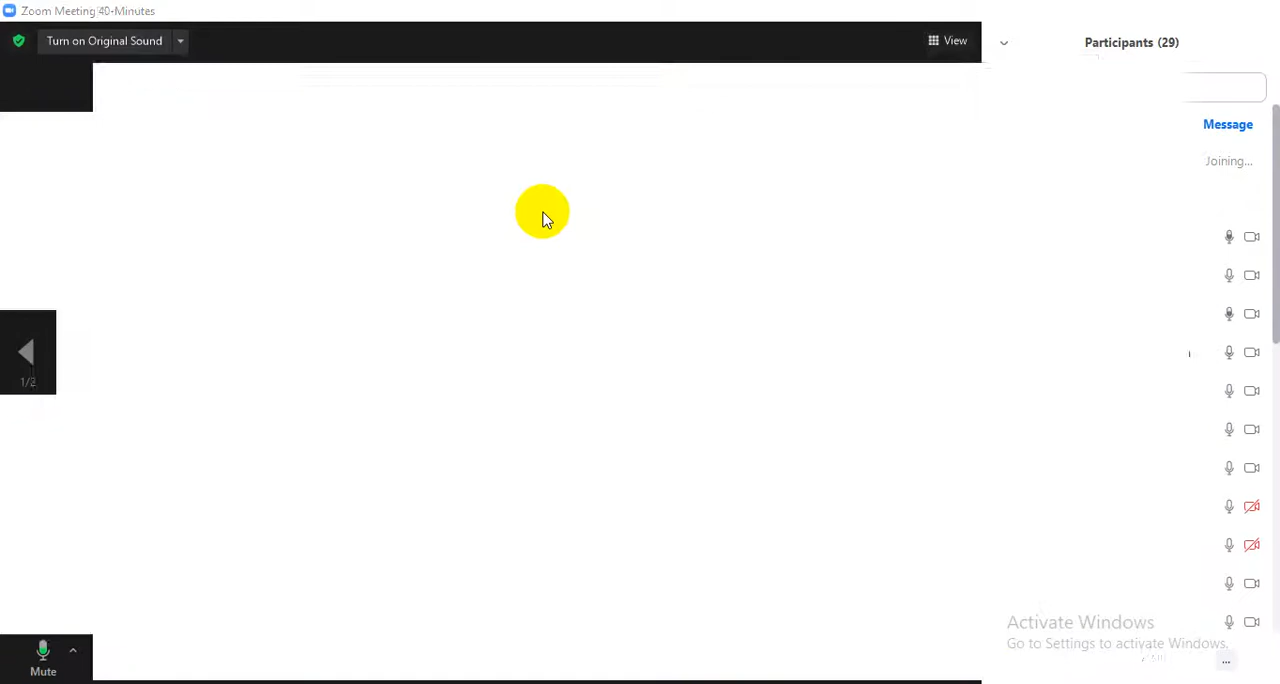 Zoom Meeting 40-Minutes
Turn on Original Sound
View
Participants (29)
Message
Joining...
1/2
Activate Windows
Go to Settings to activate Windows.
...
Mute